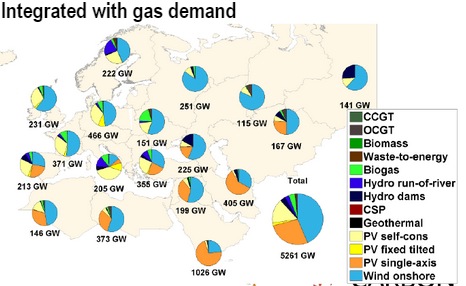 Integrated with gas demand
222 GW
251 GW
141 GW
231 GW
115 GW
466 GW
151 GW
167 GW
371 GW
225 GW
213 GW
205 GW
355 GW
Total
199 GW
405 GW
146 GW
373 GW
1026 GW
5261 GW
CCGT
OCGT
Biomass
Waste-to-energy
Biogas
Hydro run-of-river
Hydro dams
CSP
Geothermal
PV self-cons
PV fixed tilted
PV single-axis
Wind onshore